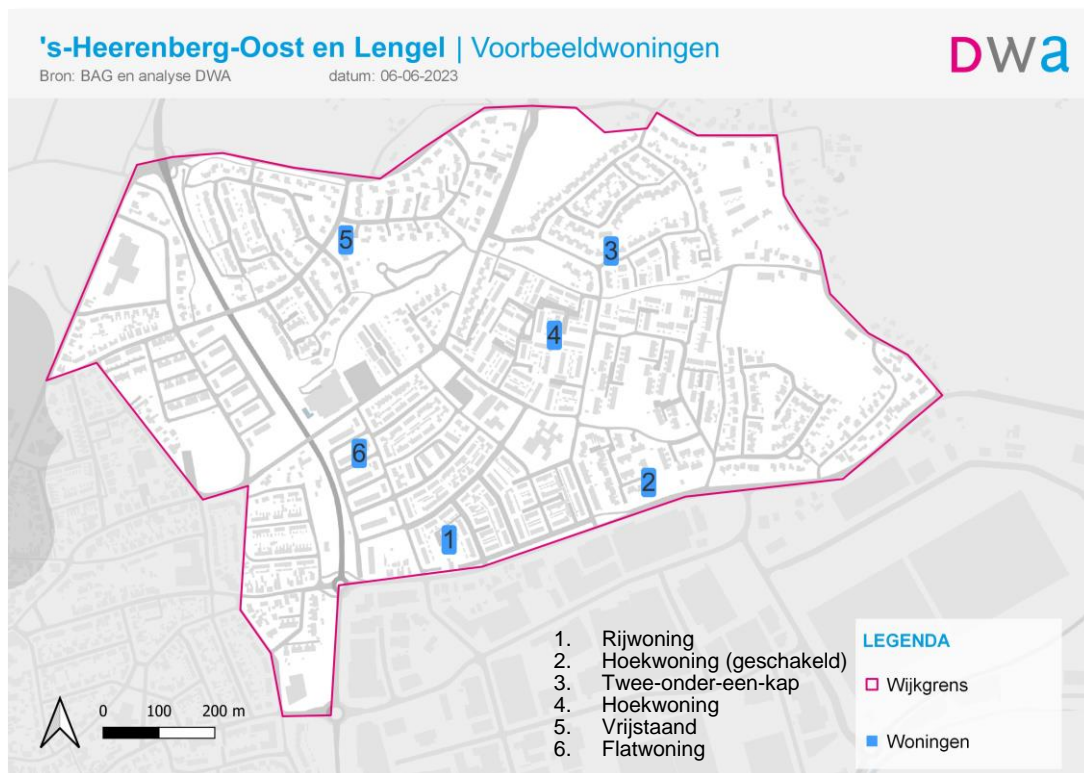 's-Heerenberg-Oost en Lengel | Voorbeeldwoningen
Bron: BAG en analyse DWA datum: 06-06-2023
DWa
5
3
4
6
2
1
1. Rijwoning
2. Hoekwoning (geschakeld)
3. Twee-onder-een-kap
4. Hoekwoning
5. Vrijstaand
6. Flatwoning
LEGENDA
Wijkgrens
Woningen
0 100 200 m